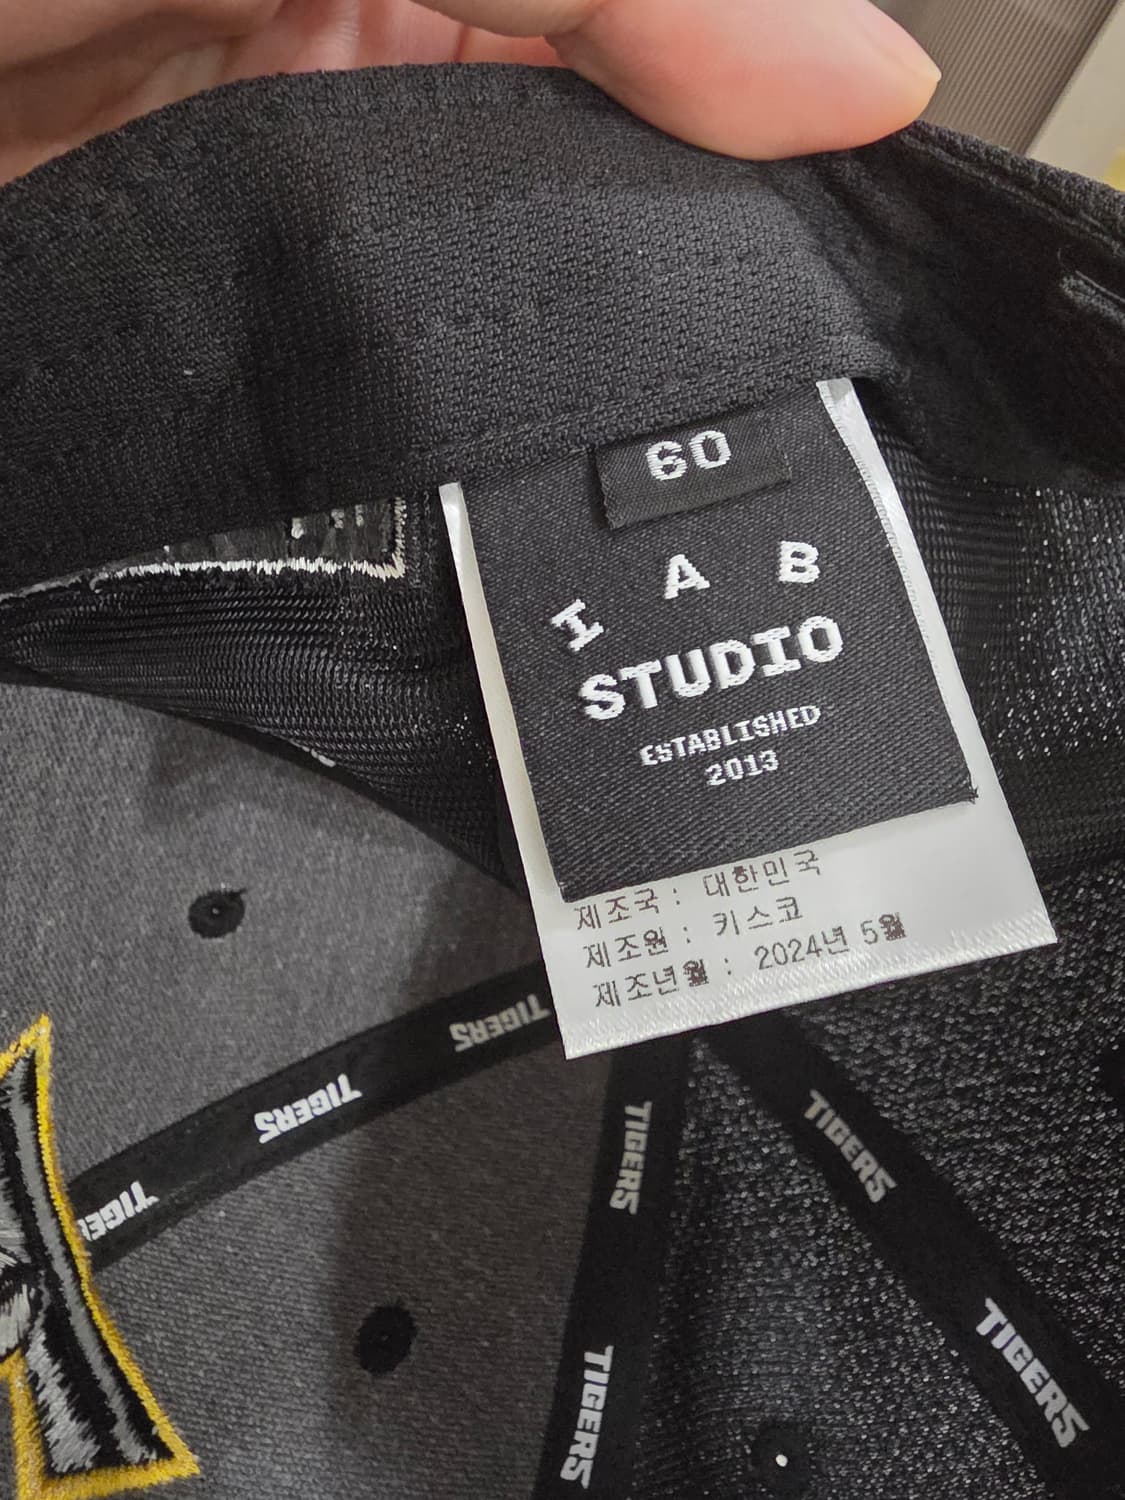 60
IAB
STUDIO
ESTABLISHED
2013
제조국 : 대한민국
제조원 : 키스코
제조년월 : 2024년 5월
TIGERS
TIGERS
TIGERS
TIGERS
TIGERS
TIGERS
TIGERS